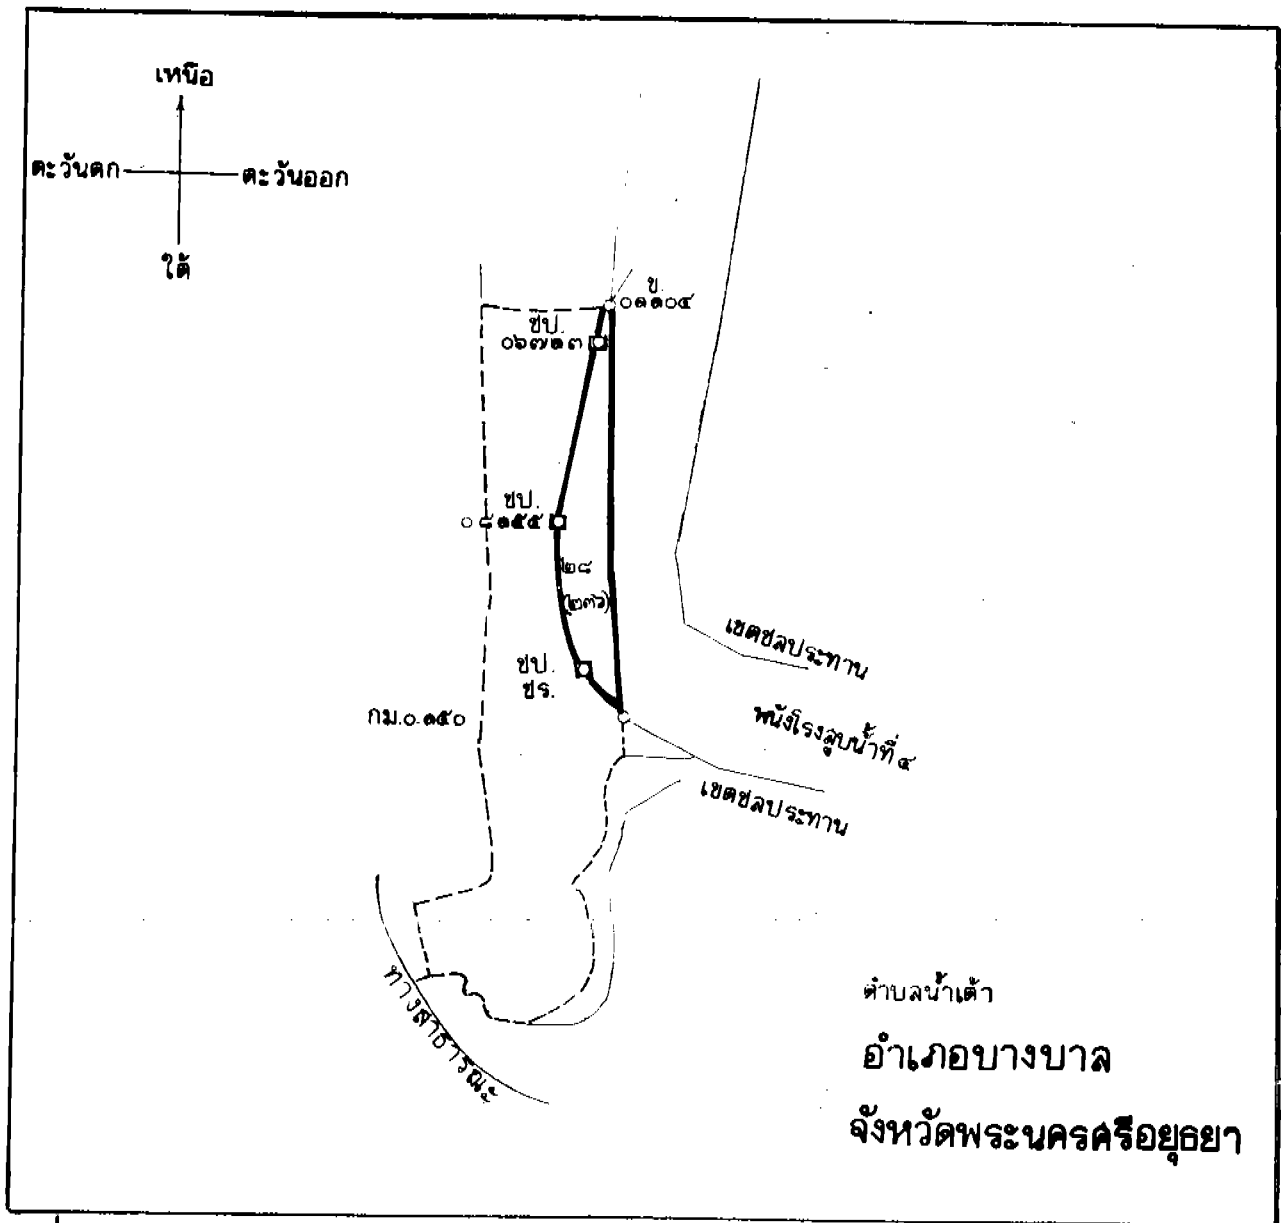 เหนือ
ตะวันตก
ตะวันออก
ใต้
ข.
๐๑๑๐๔
ชป.
๐๖๗๒๓
ชป.
๐๘๑๕๕
๒๘
(๒๓๖)
ชป.
ชร.
กม.๐.๑๕๐
เขตชลประทาน
พนังโรงสูบน้ำที่ ๔
เขตชลประทาน
ทางสาธารณะ
ตำบลน้ำเต้า
อำเภอบางบาล
จังหวัดพระนครศรีอยุธยา